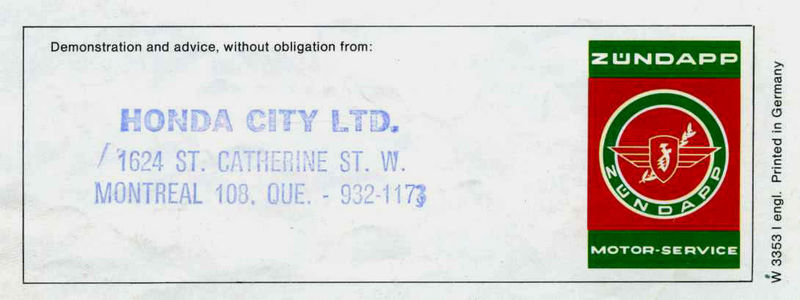 Demonstration and advice, without obligation from:
HONDA CITY LTD.
1624 ST. CATHERINE ST. W.
MONTREAL 108, QUE. - 932-1173
ZÜNDAPP
ZÜNDAPP
MOTOR-SERVICE
W 3353 I engl. Printed in Germany